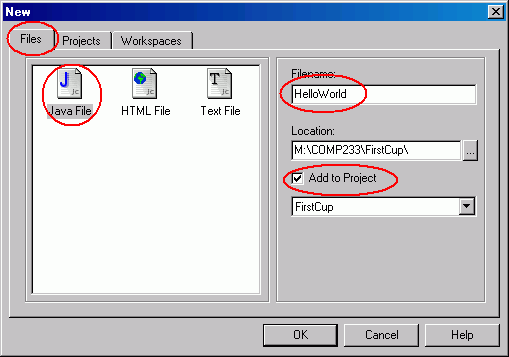 New
Files
Projects
Workspaces
Java File
HTML File
Text File
Filename:
HelloWorld
Location:
M:\COMP233\FirstCup\
...
Add to Project
FirstCup
OK
Cancel
Help